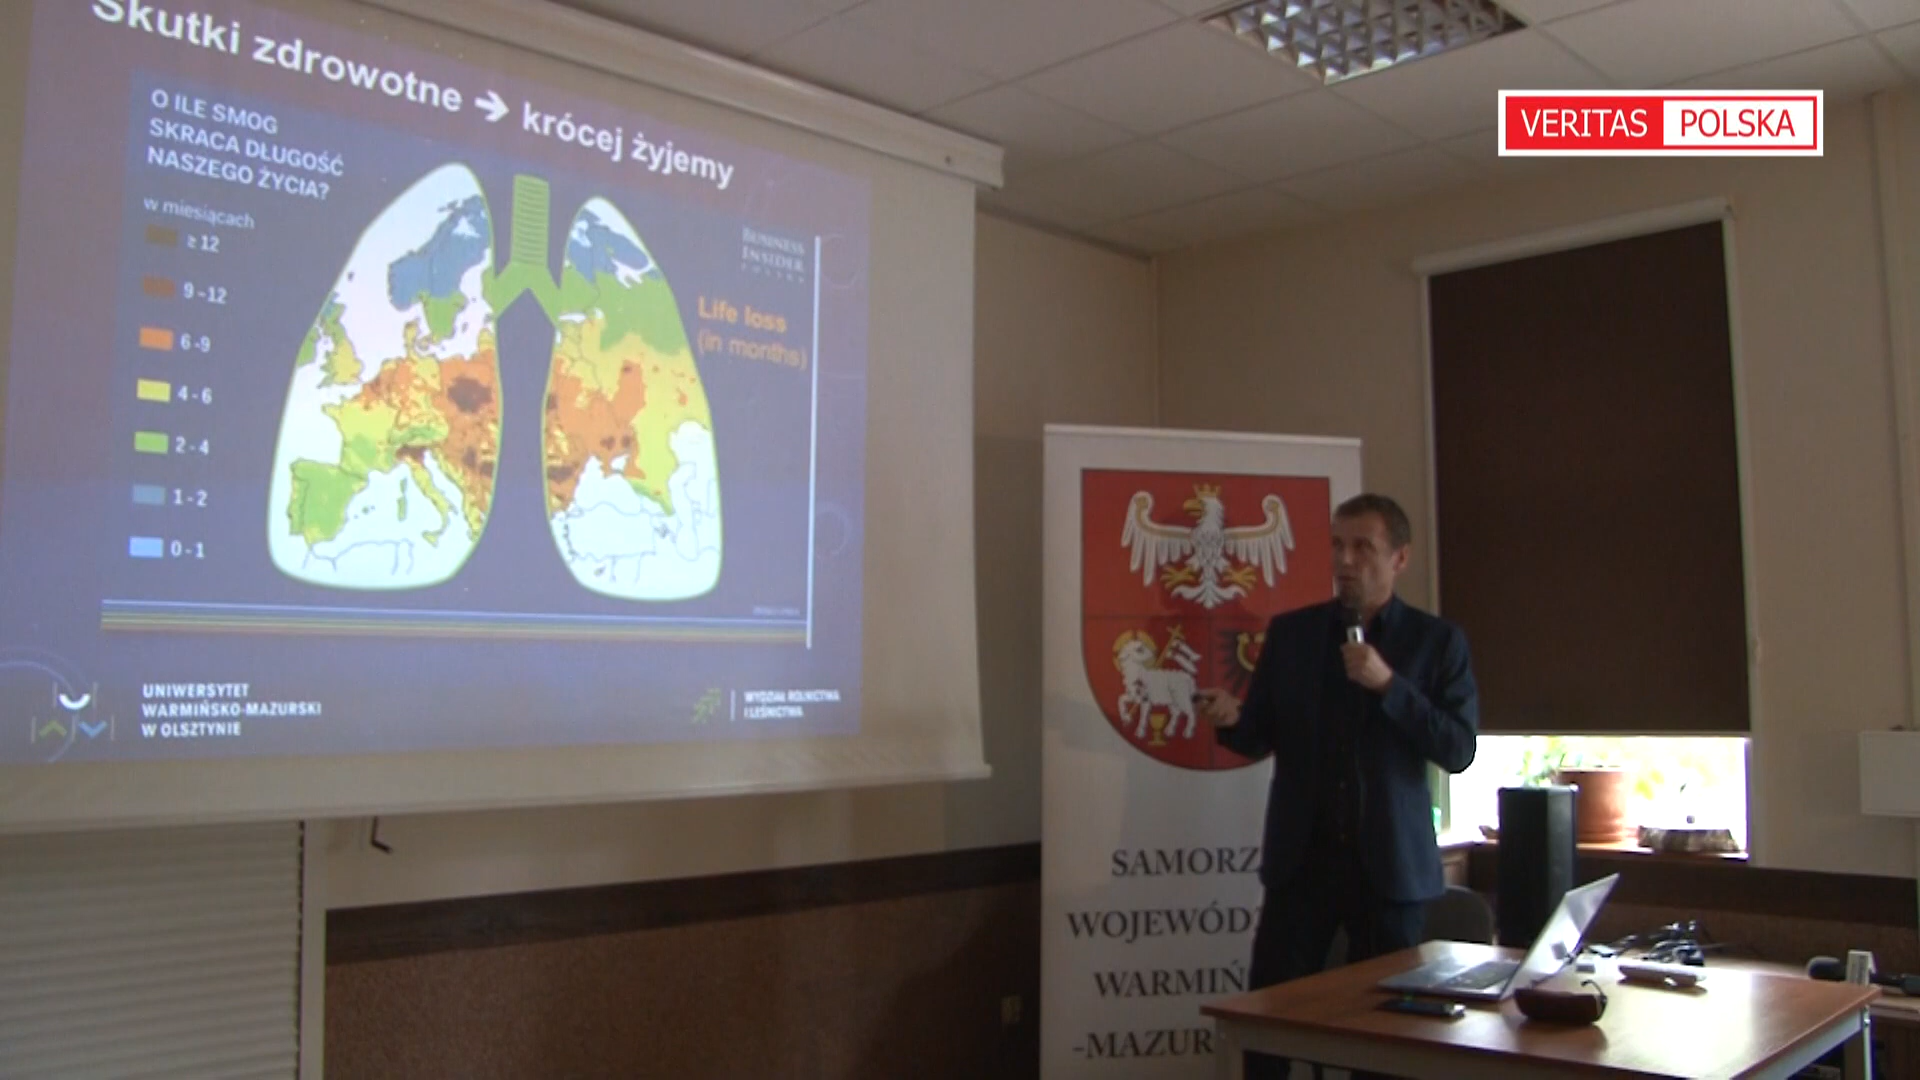 Skutki zdrowotne ➔ krócej żyjemy
O ILE SMOG
SKRACA DŁUGOŚĆ
NASZEGO ŻYCIA?
w miesiącach
≥ 12
9 - 12
6 - 9
4 - 6
2 - 4
1 - 2
0 - 1
BUSINESS
INSIDER
POLSKA
Life loss
(in months)
UNIWERSYTET
WARMIŃSKO-MAZURSKI
W OLSZTYNIE
WYDZIAŁ ROLNICTWA
I LEŚNICTWA
VERITAS POLSKA
SAMORZ
WOJEWÓD
WARMIŃ
-MAZUR